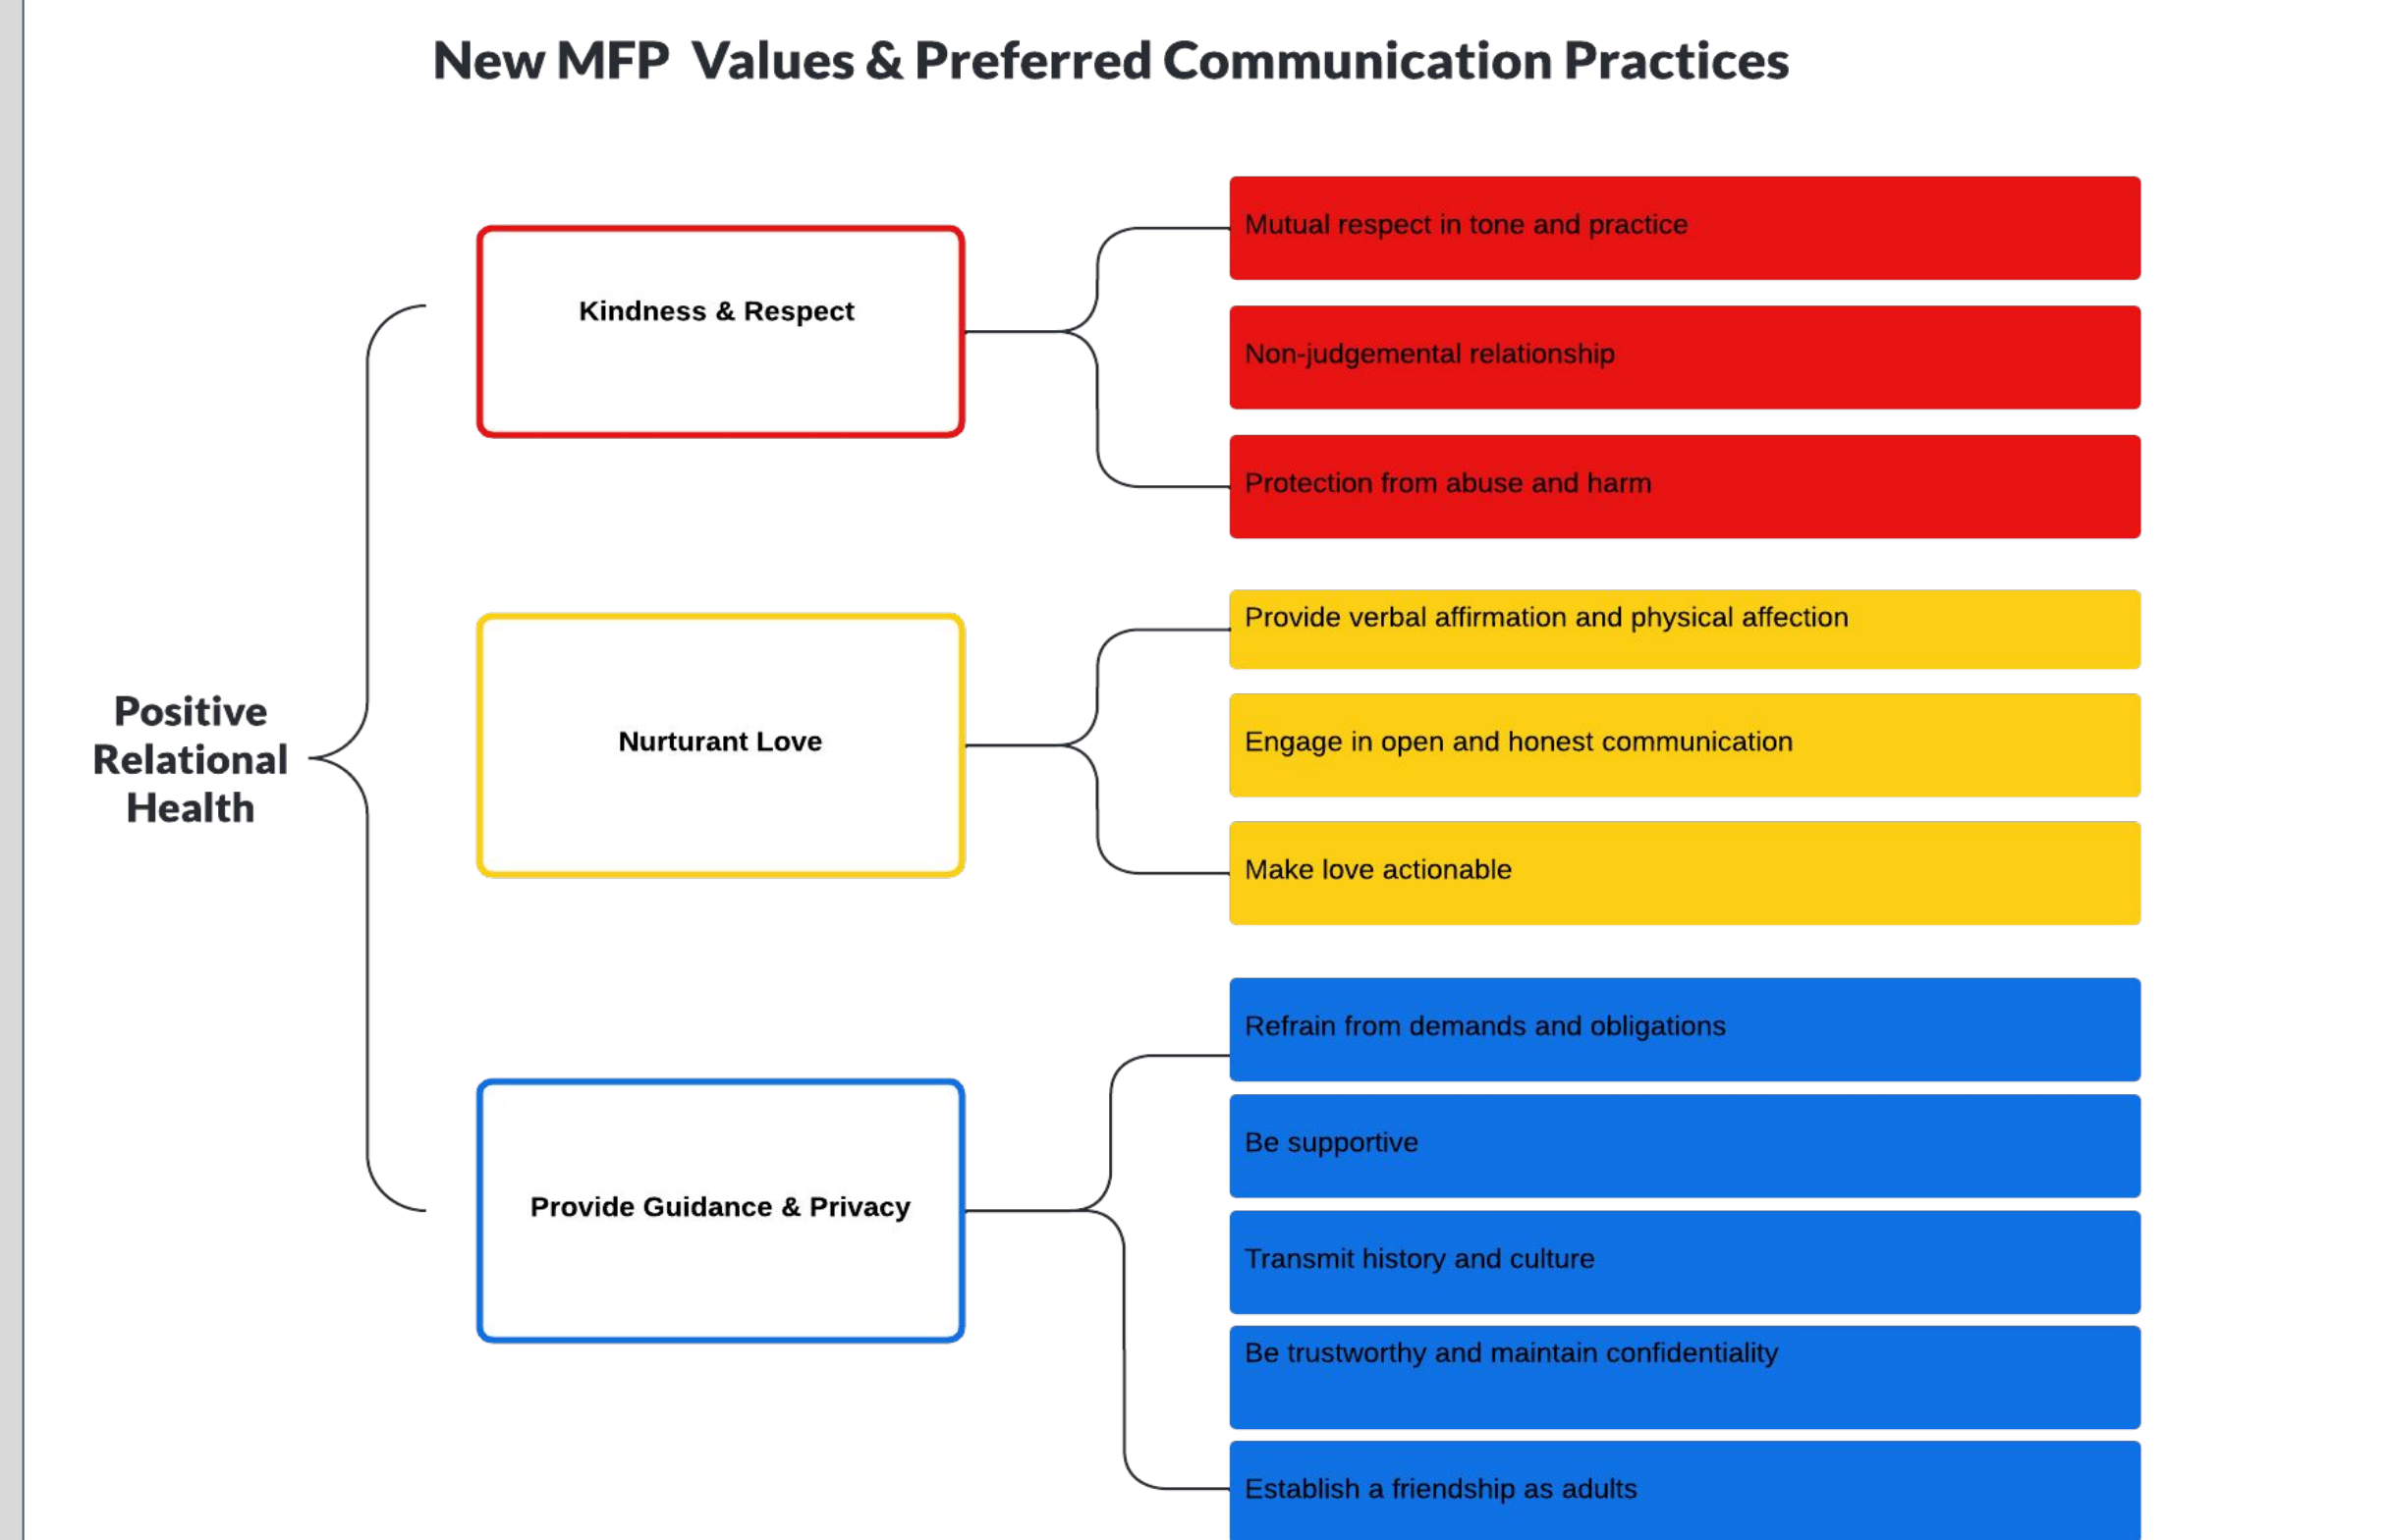 New MFP Values & Preferred Communication Practices
Positive
Relational
Health
Kindness & Respect
Mutual respect in tone and practice
Non-judgemental relationship
Protection from abuse and harm
Nurturant Love
Provide verbal affirmation and physical affection
Engage in open and honest communication
Make love actionable
Provide Guidance & Privacy
Refrain from demands and obligations
Be supportive
Transmit history and culture
Be trustworthy and maintain confidentiality
Establish a friendship as adults